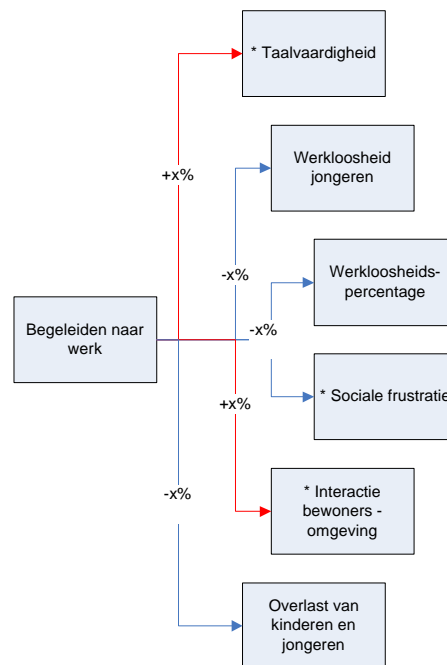 * Taalvaardigheid
+x%
Werkloosheid
jongeren
-x%
Werkloosheids-
percentage
Begeleiden naar
werk
-x%
* Sociale frustratie
+x%
* Interactie
bewoners -
omgeving
-x%
Overlast van
kinderen en
jongeren